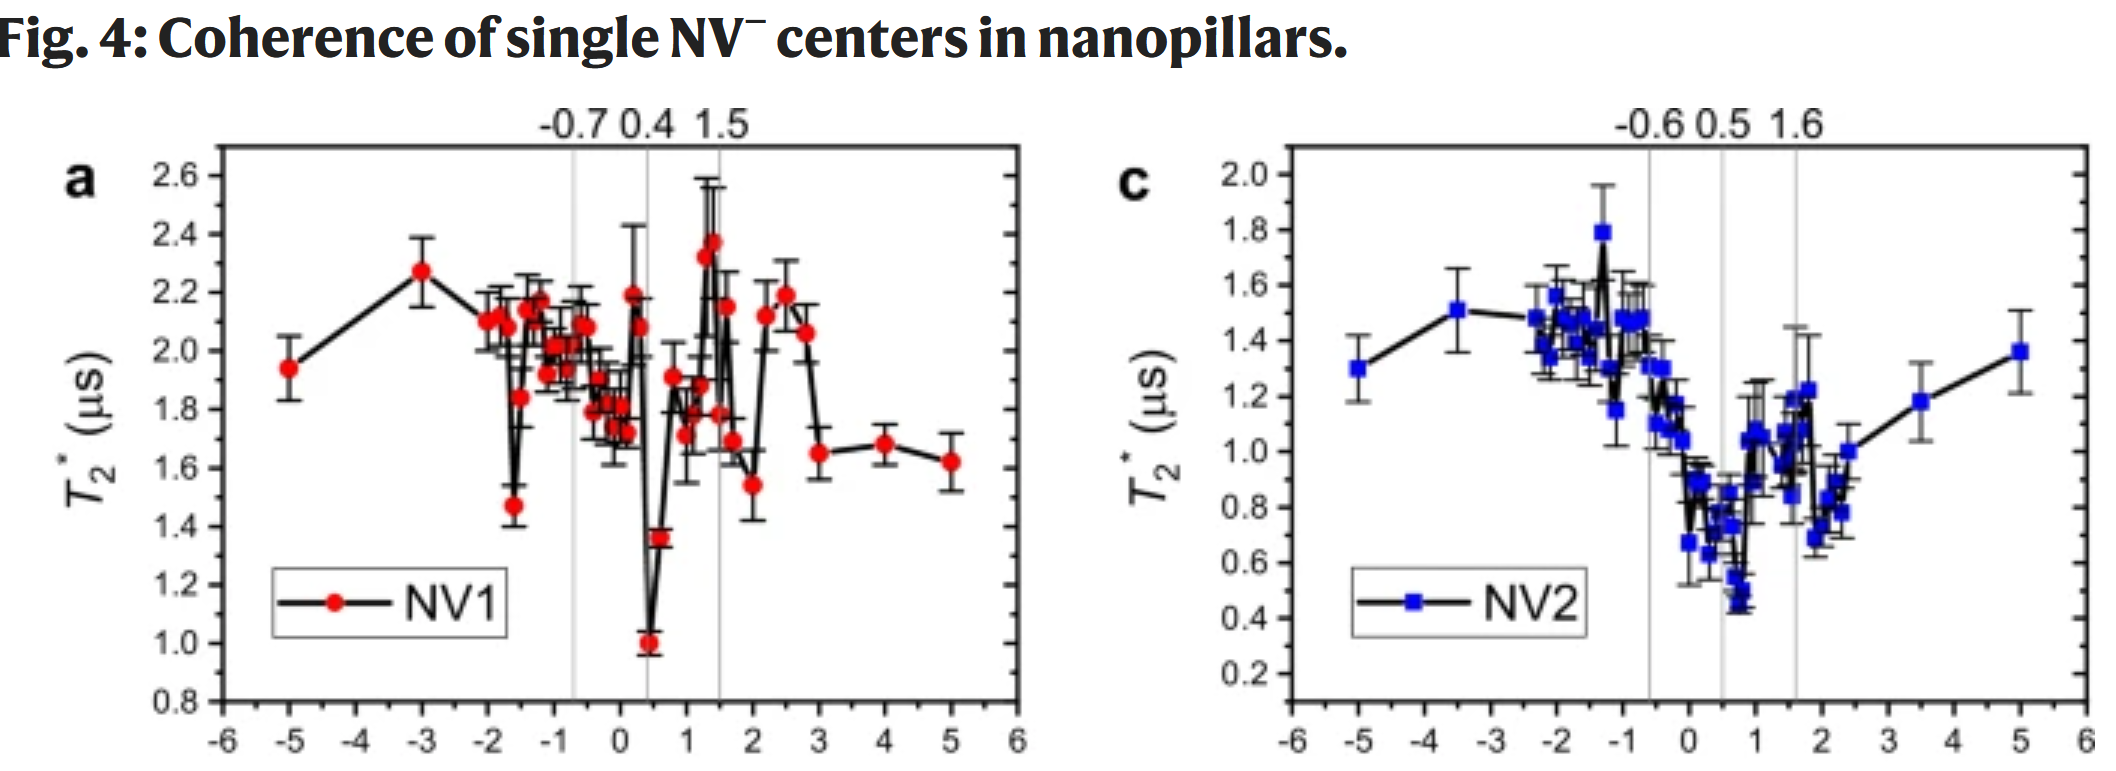 Fig. 4: Coherence of single NV⁻ centers in nanopillars.
-0.7 0.4 1.5
a
2.6
2.4
2.2
2.0
1.8
1.6
1.4
1.2
1.0
0.8
T₂* (μs)
NV1
-6 -5 -4 -3 -2 -1 0 1 2 3 4 5 6
-0.6 0.5 1.6
c
2.0
1.8
1.6
1.4
1.2
1.0
0.8
0.6
0.4
0.2
T₂* (μs)
NV2
-6 -5 -4 -3 -2 -1 0 1 2 3 4 5 6